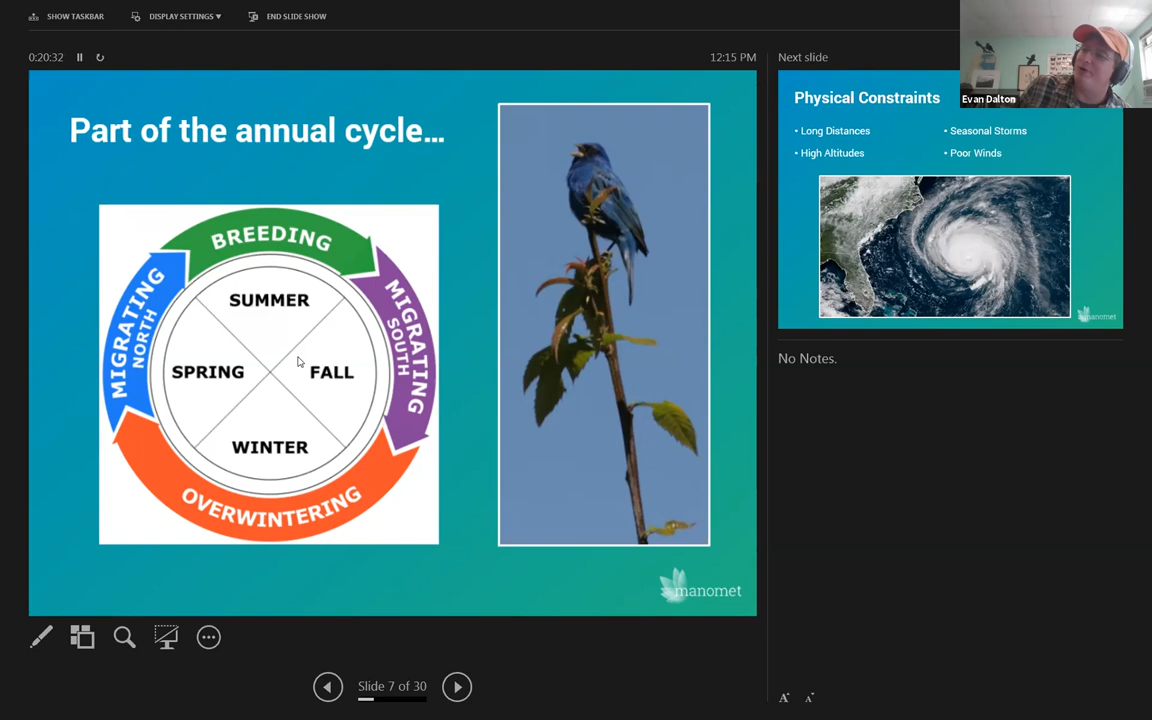 SHOW TASKBAR
DISPLAY SETTINGS ▾
END SLIDE SHOW
0:20:32
12:15 PM
Part of the annual cycle...
BREEDING
MIGRATING
SOUTH
OVERWINTERING
MIGRATING
NORTH
SUMMER
SPRING
FALL
WINTER
manomet
Slide 7 of 30
Next slide
Evan Dalton
Physical Constraints
• Long Distances
• High Altitudes
• Seasonal Storms
• Poor Winds
manomet
No Notes.
A
A